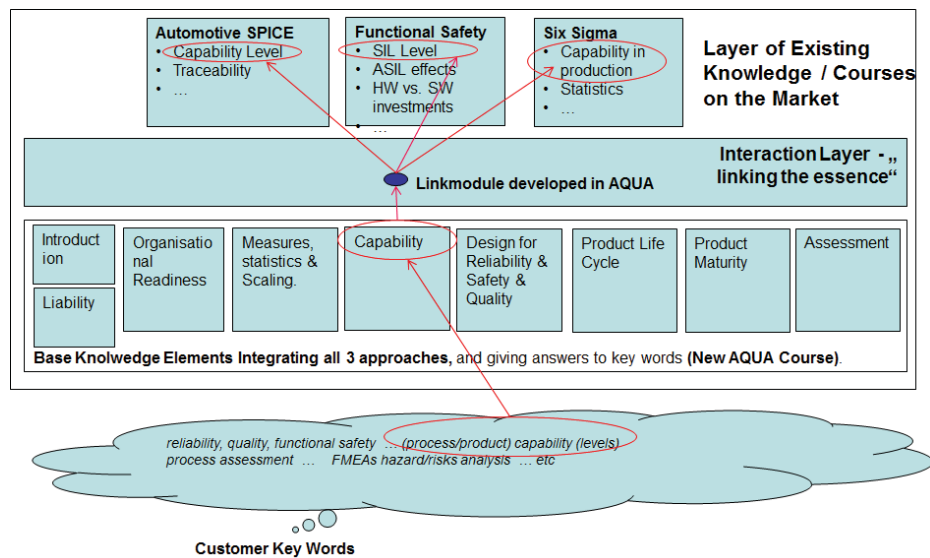 Automotive SPICE
• Capability Level
• Traceability
• …
Functional Safety
• SIL Level
• ASIL effects
• HW vs. SW
investments
• …
Six Sigma
• Capability in
production
• Statistics
• …
Layer of Existing
Knowledge / Courses
on the Market
Interaction Layer - „
linking the essence“
Linkmodule developed in AQUA
Introduct
ion
Liability
Organisatio
nal
Readiness
Measures,
statistics &
Scaling.
Capability
Design for
Reliability &
Safety &
Quality
Product Life
Cycle
Product
Maturity
Assessment
Base Knolwedge Elements Integrating all 3 approaches, and giving answers to key words (New AQUA Course).
reliability, quality, functional safety … (process/product) capability (levels)
process assessment … FMEAs hazard/risks analysis … etc
Customer Key Words